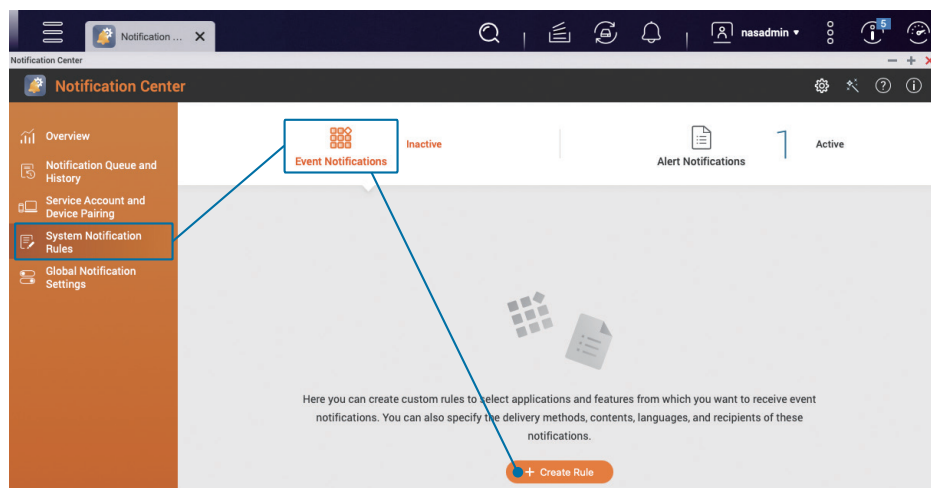 Notification ...
nasadmin
5
Notification Center
Notification Center
Overview
Notification Queue and
History
Service Account and
Device Pairing
System Notification
Rules
Global Notification
Settings
Event Notifications
Inactive
Alert Notifications
1
Active
Here you can create custom rules to select applications and features from which you want to receive event
notifications. You can also specify the delivery methods, contents, languages, and recipients of these
notifications.
+ Create Rule